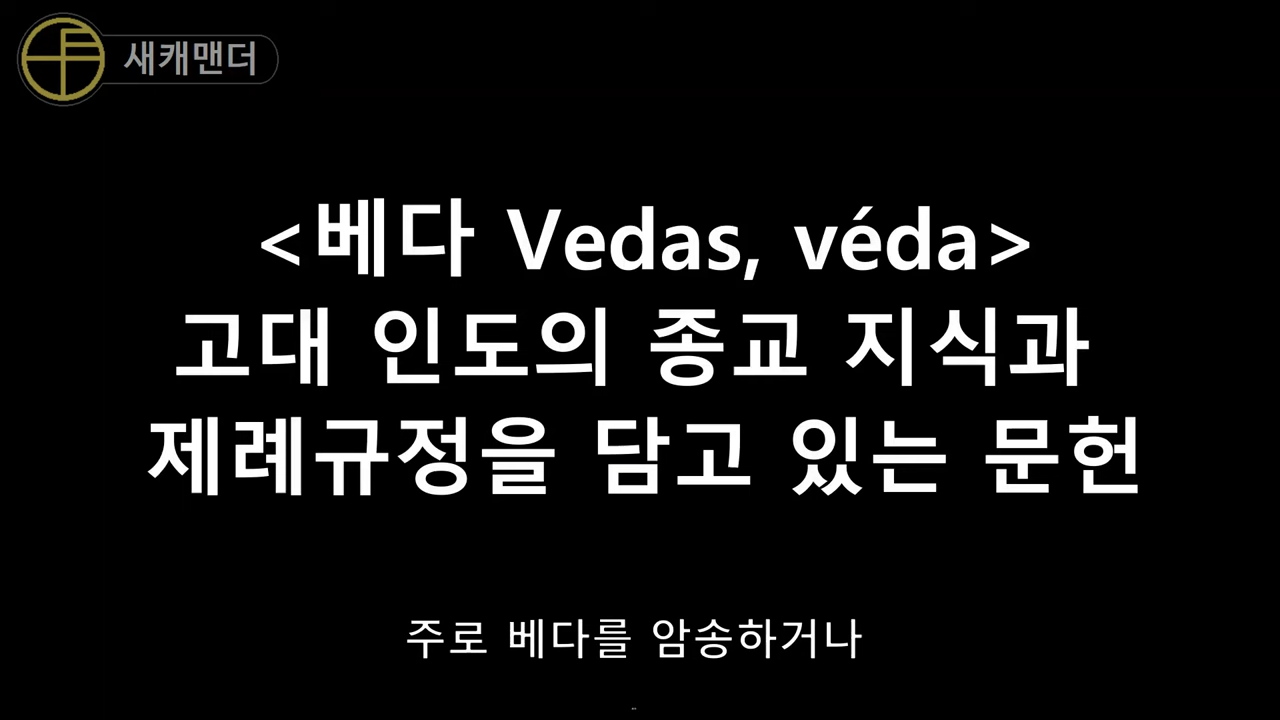 새캐맨더
<베다 Vedas, véda>
고대 인도의 종교 지식과
제례규정을 담고 있는 문헌
주로 베다를 암송하거나